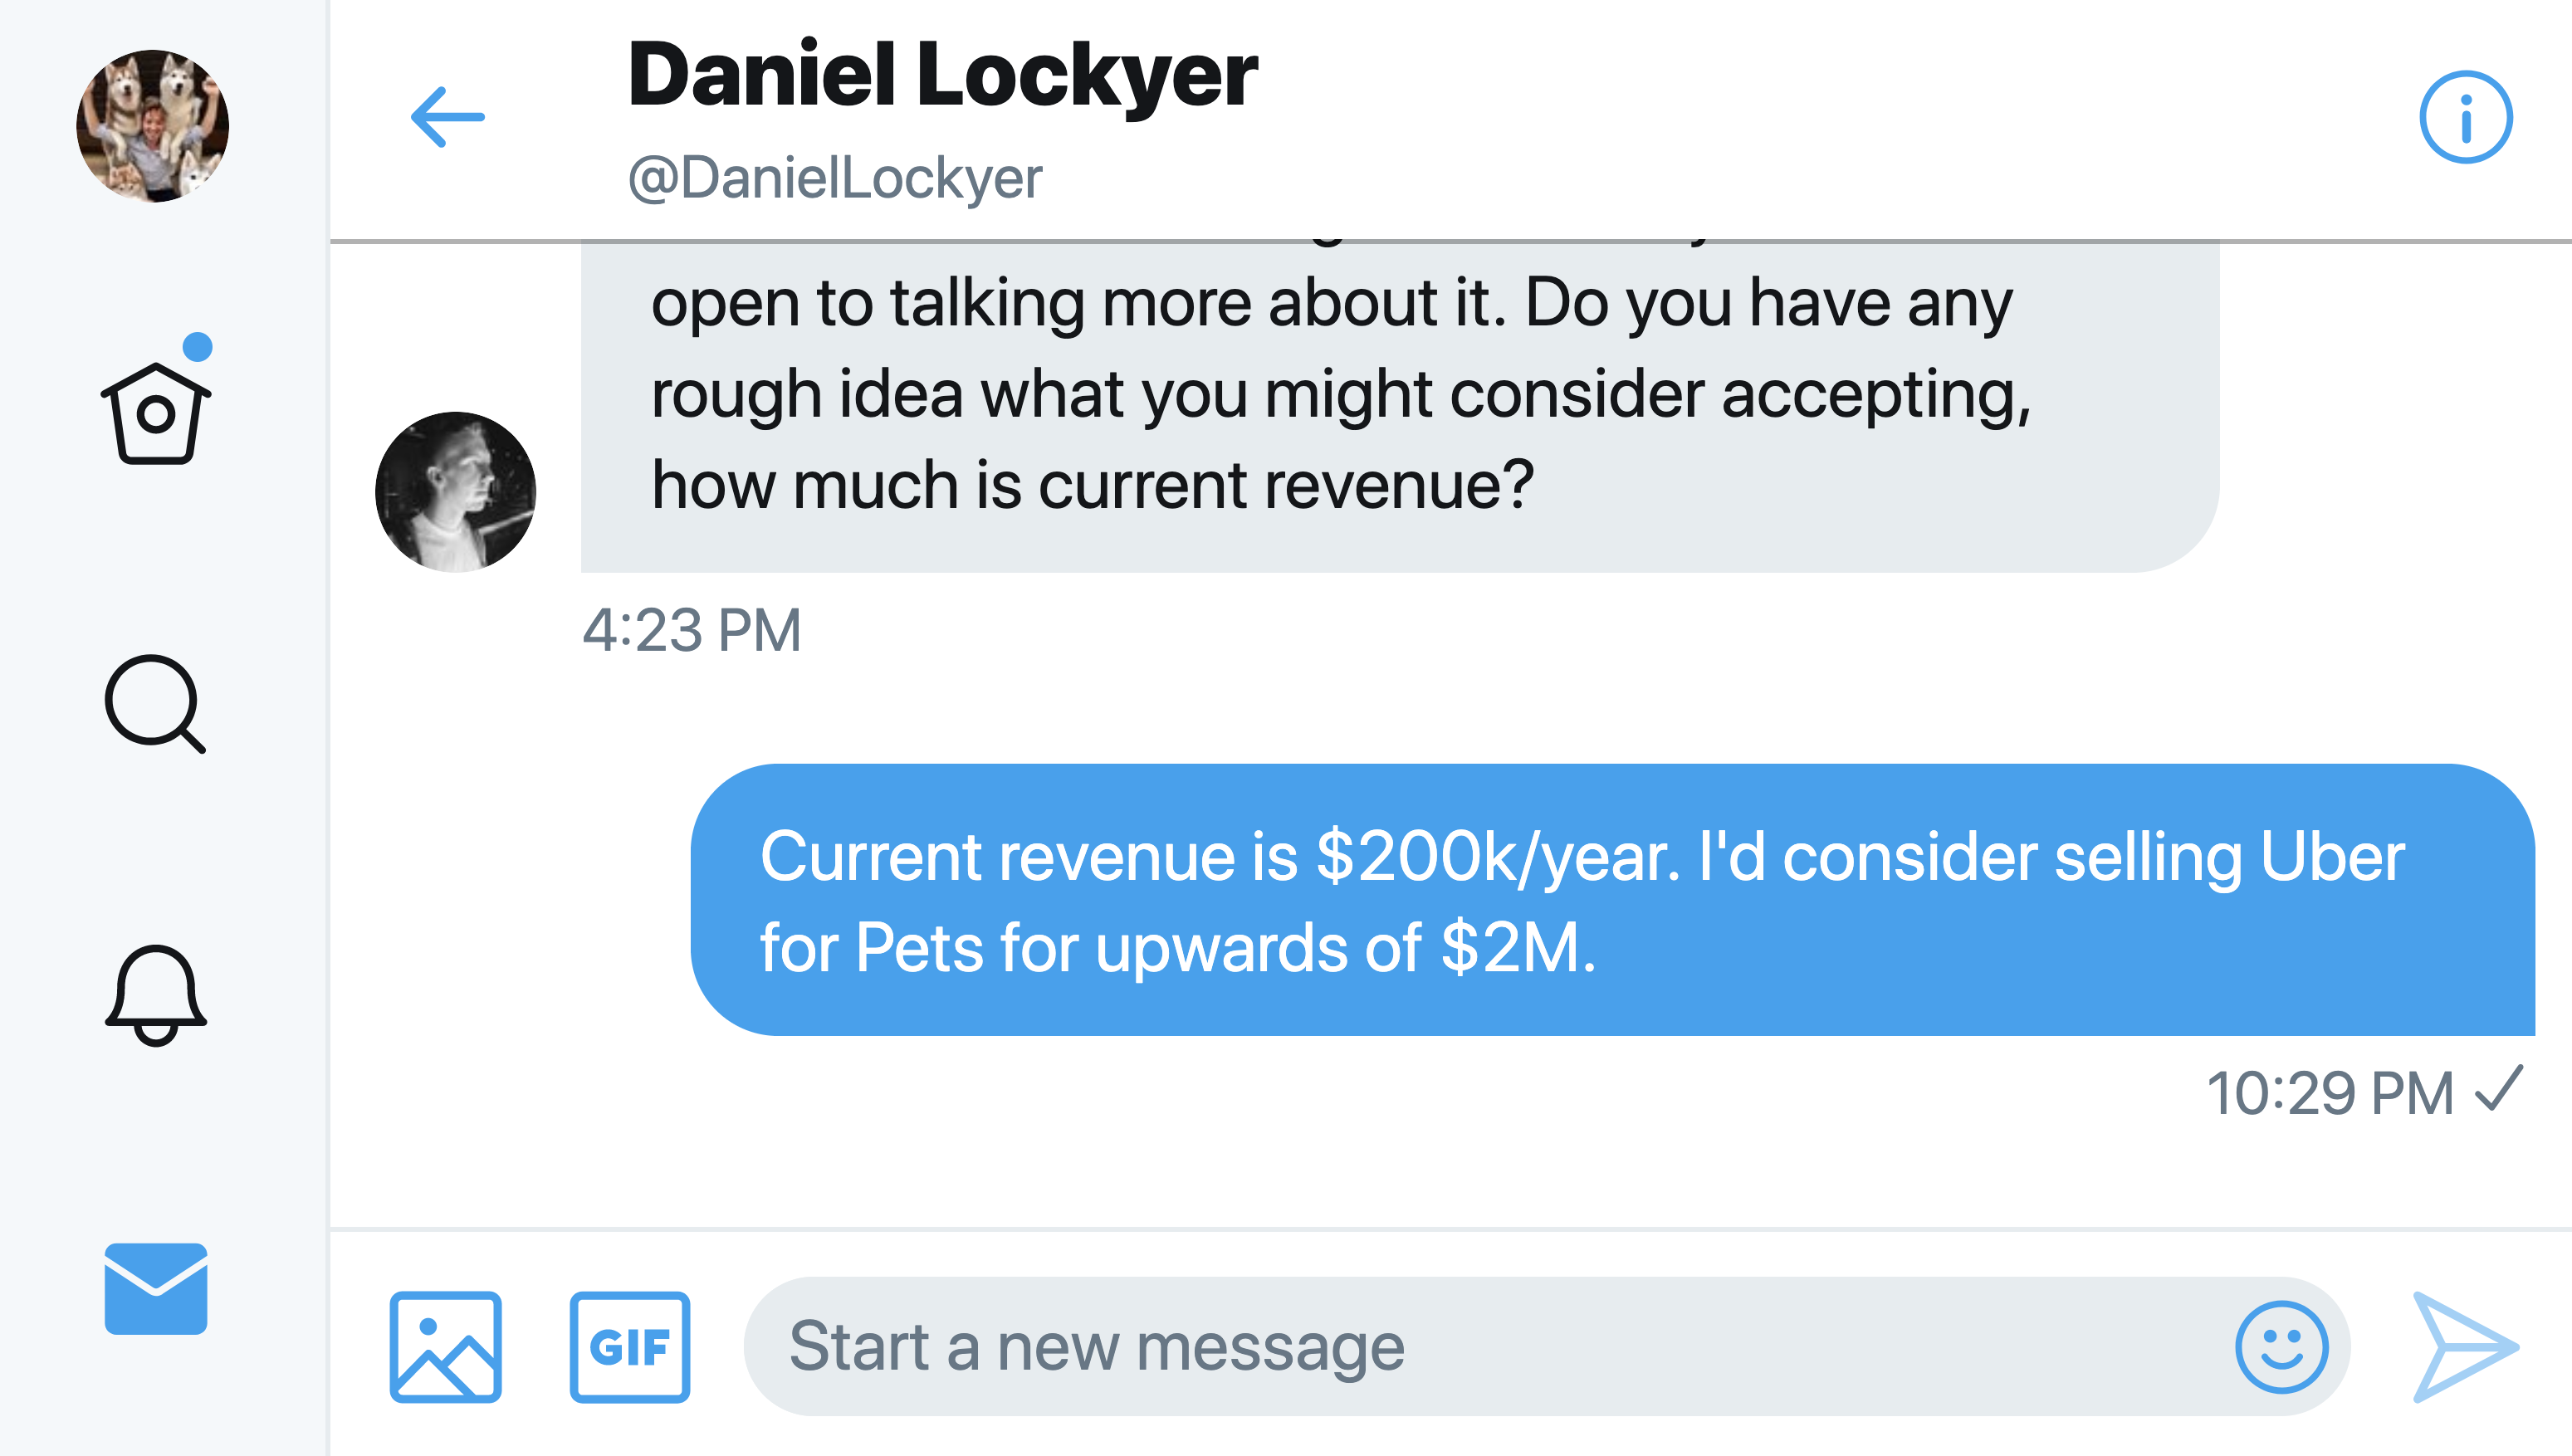 Daniel Lockyer
@DanielLockyer
open to talking more about it. Do you have any
rough idea what you might consider accepting,
how much is current revenue?
4:23 PM
Current revenue is $200k/year. I'd consider selling Uber
for Pets for upwards of $2M.
10:29 PM
GIF
Start a new message